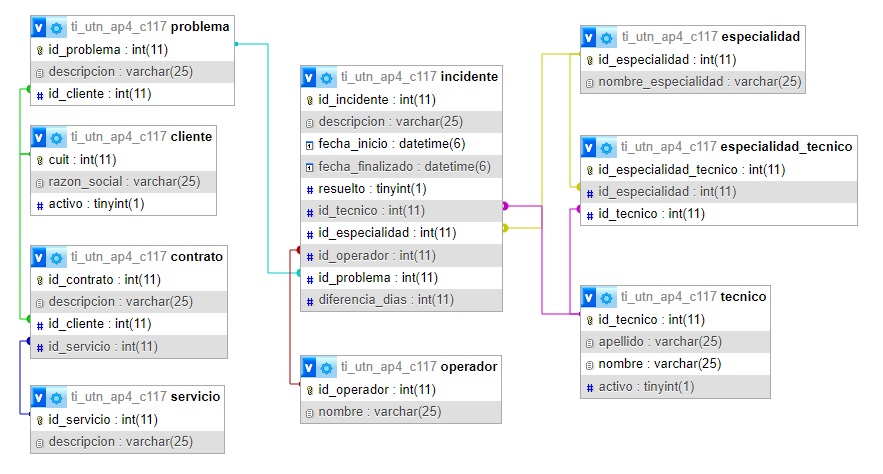 ti_utn_ap4_c117 problema
id_problema : int(11)
descripcion : varchar(25)
# id_cliente : int(11)
ti_utn_ap4_c117 cliente
cuit : int(11)
razon_social : varchar(25)
# activo : tinyint(1)
ti_utn_ap4_c117 contrato
id_contrato : int(11)
descripcion : varchar(25)
# id_cliente : int(11)
# id_servicio : int(11)
ti_utn_ap4_c117 servicio
id_servicio : int(11)
descripcion : varchar(25)
ti_utn_ap4_c117 incidente
id_incidente : int(11)
descripcion : varchar(25)
fecha_inicio : datetime(6)
fecha_finalizado : datetime(6)
# resuelto : tinyint(1)
# id_tecnico : int(11)
# id_especialidad : int(11)
# id_operador : int(11)
# id_problema : int(11)
# diferencia_dias : int(11)
ti_utn_ap4_c117 operador
id_operador : int(11)
nombre : varchar(25)
ti_utn_ap4_c117 especialidad
id_especialidad : int(11)
nombre_especialidad : varchar(25)
ti_utn_ap4_c117 especialidad_tecnico
id_especialidad_tecnico : int(11)
# id_especialidad : int(11)
# id_tecnico : int(11)
ti_utn_ap4_c117 tecnico
id_tecnico : int(11)
apellido : varchar(25)
nombre : varchar(25)
# activo : tinyint(1)